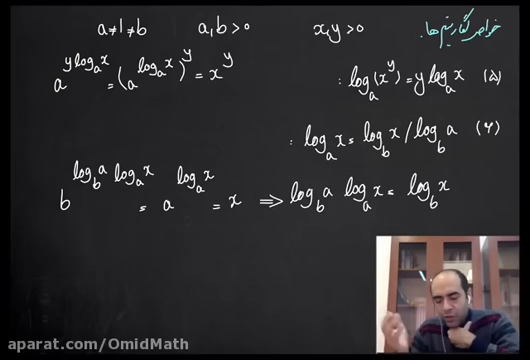 خواص لگاریتم‌ها: x,y>0 a,b>0 a≠1≠b
(۵) log_a(x^y) = y log_a x :
a^{y log_a x} = (a^{log_a x})^y = x^y
(۶) log_a x = log_b x / log_b a :
b^{log_b a log_a x} = a^{log_a x} = x ⇒ log_b a log_a x = log_b x
aparat.com/OmidMath